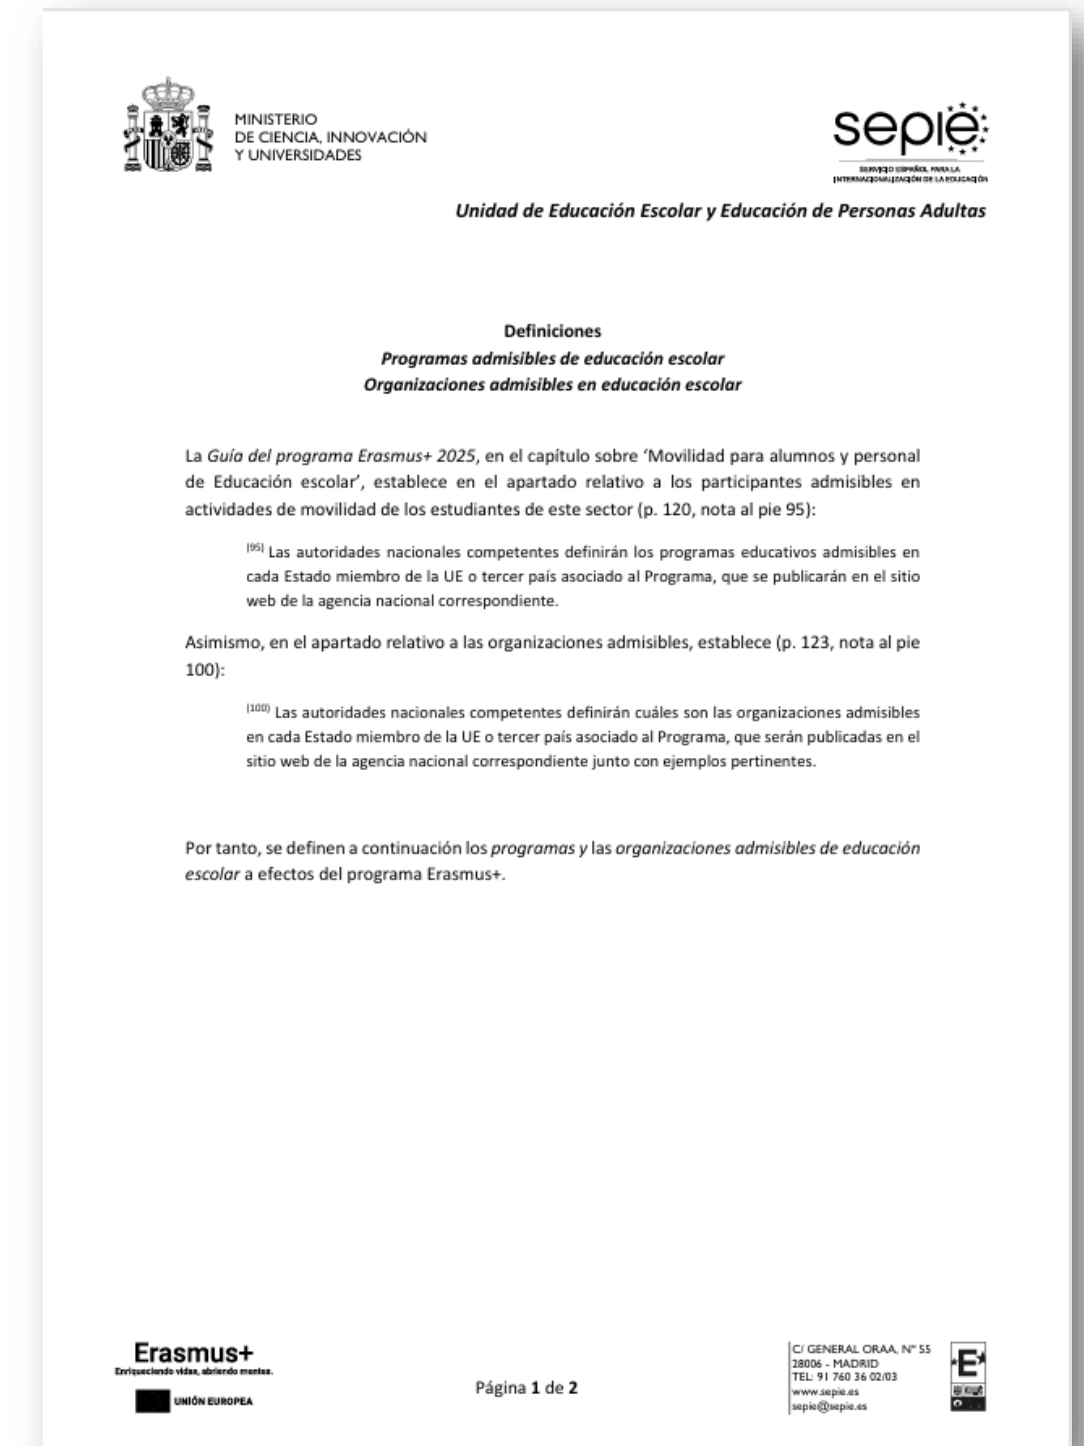 MINISTERIO
DE CIENCIA, INNOVACIÓN
Y UNIVERSIDADES
sepie
SERVICIO ESPAÑOL PARA LA
INTERNACIONALIZACIÓN DE LA EDUCACIÓN
Unidad de Educación Escolar y Educación de Personas Adultas
Definiciones
Programas admisibles de educación escolar
Organizaciones admisibles en educación escolar
La Guía del programa Erasmus+ 2025, en el capítulo sobre ‘Movilidad para alumnos y personal
de Educación escolar’, establece en el apartado relativo a los participantes admisibles en
actividades de movilidad de los estudiantes de este sector (p. 120, nota al pie 95):
(95) Las autoridades nacionales competentes definirán los programas educativos admisibles en
cada Estado miembro de la UE o tercer país asociado al Programa, que se publicarán en el sitio
web de la agencia nacional correspondiente.
Asimismo, en el apartado relativo a las organizaciones admisibles, establece (p. 123, nota al pie
100):
(100) Las autoridades nacionales competentes definirán cuáles son las organizaciones admisibles
en cada Estado miembro de la UE o tercer país asociado al Programa, que serán publicadas en el
sitio web de la agencia nacional correspondiente junto con ejemplos pertinentes.
Por tanto, se definen a continuación los programas y las organizaciones admisibles de educación
escolar a efectos del programa Erasmus+.
Erasmus+
Enriqueciendo vidas, abriendo mentes.
UNIÓN EUROPEA
Página 1 de 2
C/ GENERAL ORAA, Nº 55
28006 - MADRID
TEL: 91 760 36 02/03
www.sepie.es
sepie@sepie.es
E